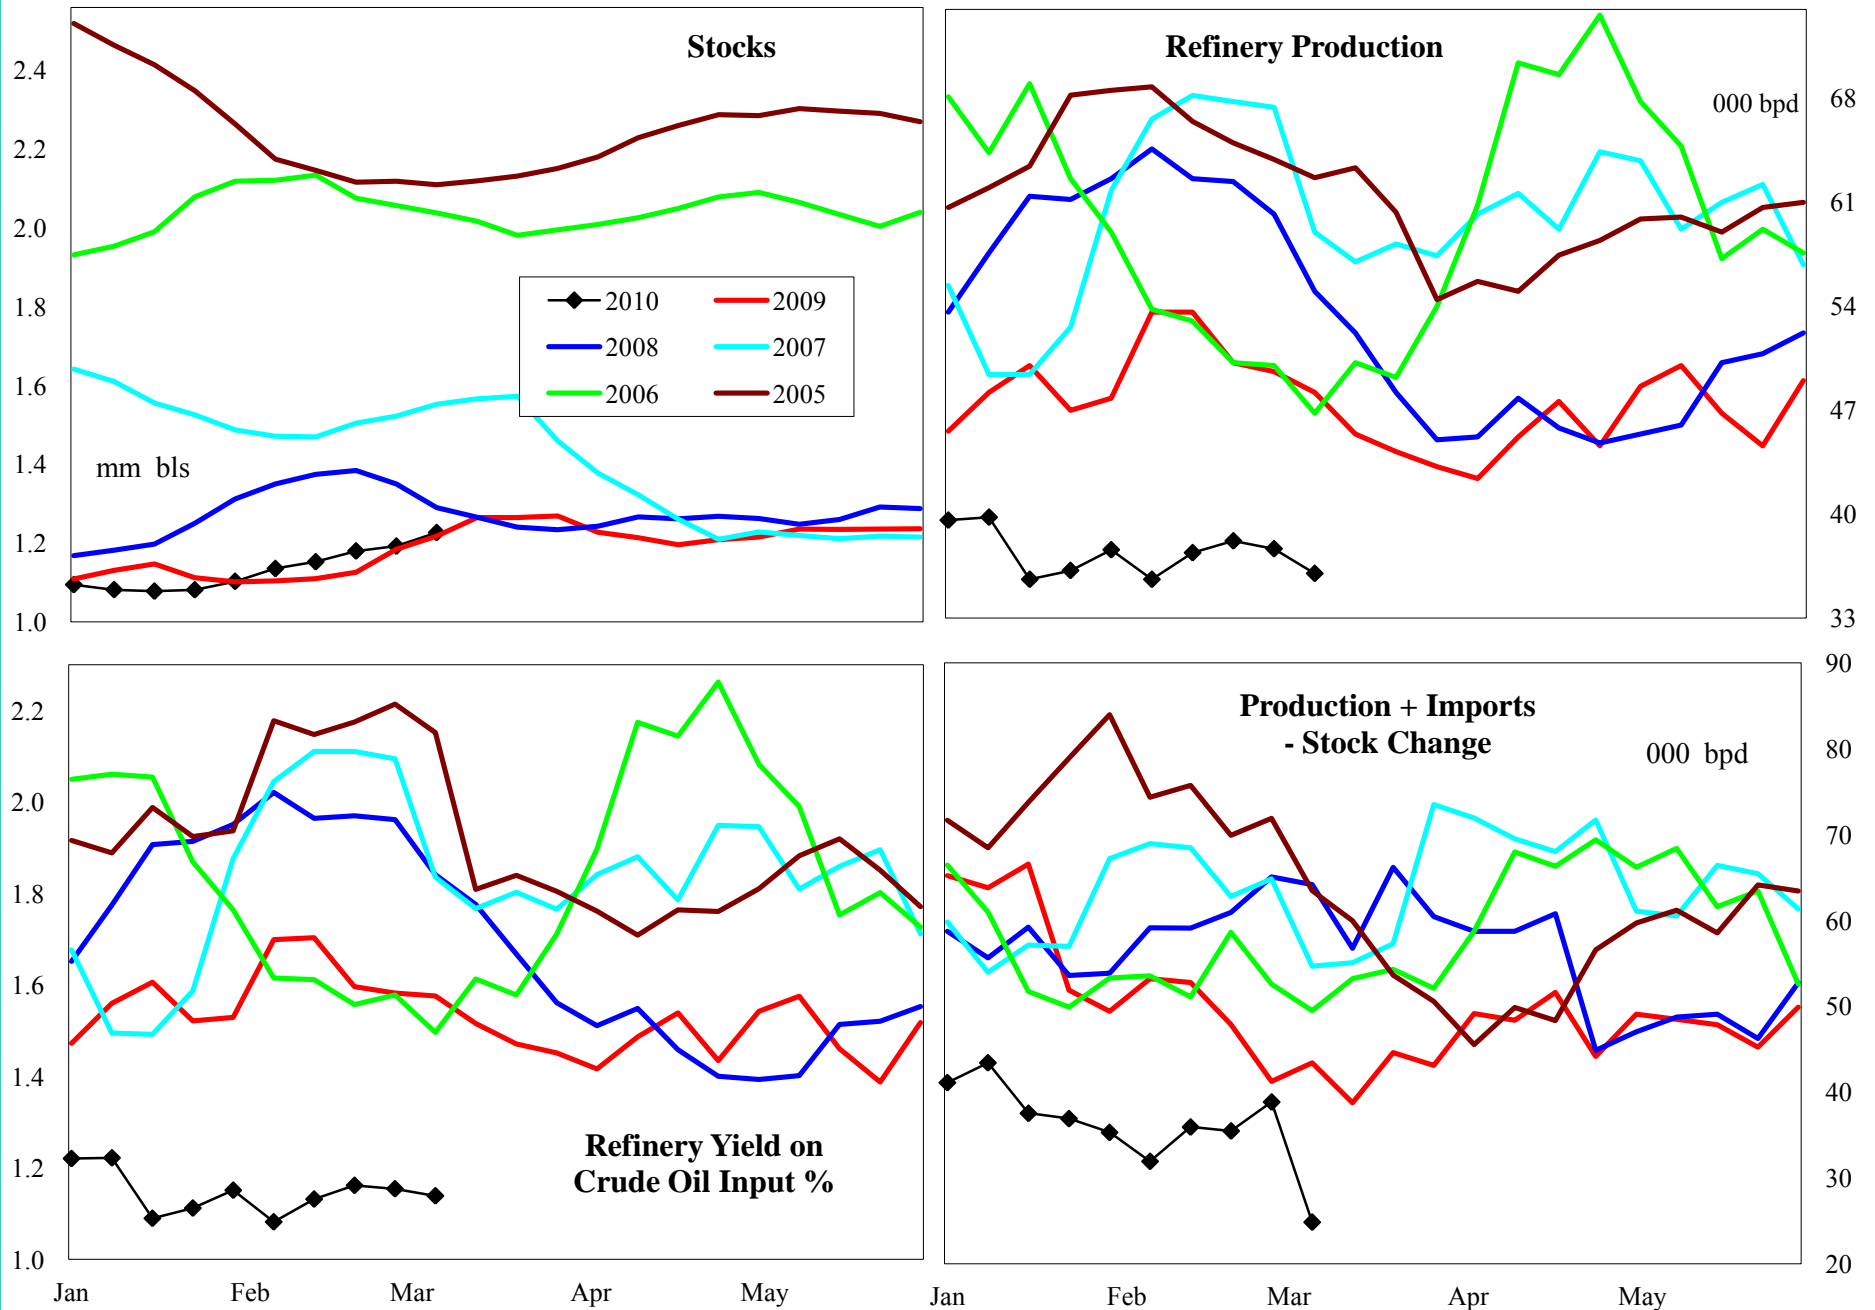 Stocks
2.4
2.2
2.0
1.8
1.6
1.4
1.2
1.0
mm bls
2010 2009
2008 2007
2006 2005
Refinery Production
000 bpd
68
61
54
47
40
33
2.2
2.0
1.8
1.6
1.4
1.2
1.0
Refinery Yield on
Crude Oil Input %
Jan Feb Mar Apr May
Production + Imports
- Stock Change
000 bpd
90
80
70
60
50
40
30
20
Jan Feb Mar Apr May